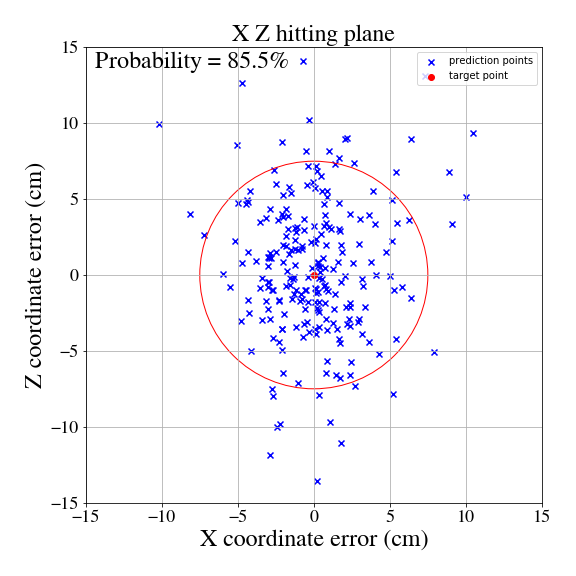 X Z hitting plane
Probability = 85.5%
prediction points
target point
15
10
5
0
−5
−10
−15
Z coordinate error (cm)
−15 −10 −5 0 5 10 15
X coordinate error (cm)